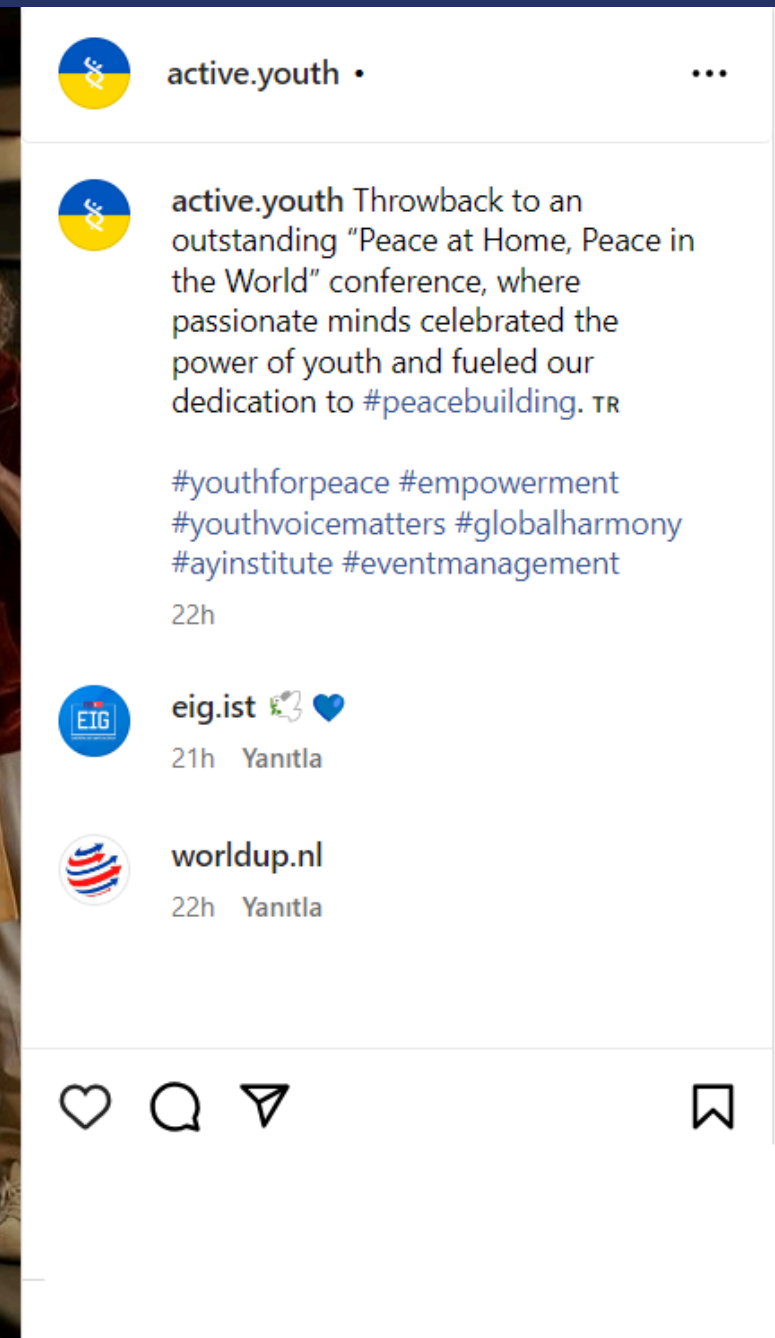 active.youth •
active.youth Throwback to an
outstanding “Peace at Home, Peace in
the World” conference, where
passionate minds celebrated the
power of youth and fueled our
dedication to #peacebuilding. TR
#youthforpeace #empowerment
#youthvoicematters #globalharmony
#ayinstitute #eventmanagement
22h
EIG
eig.ist 🕊️💙
21h Yanıtla
worldup.nl
22h Yanıtla